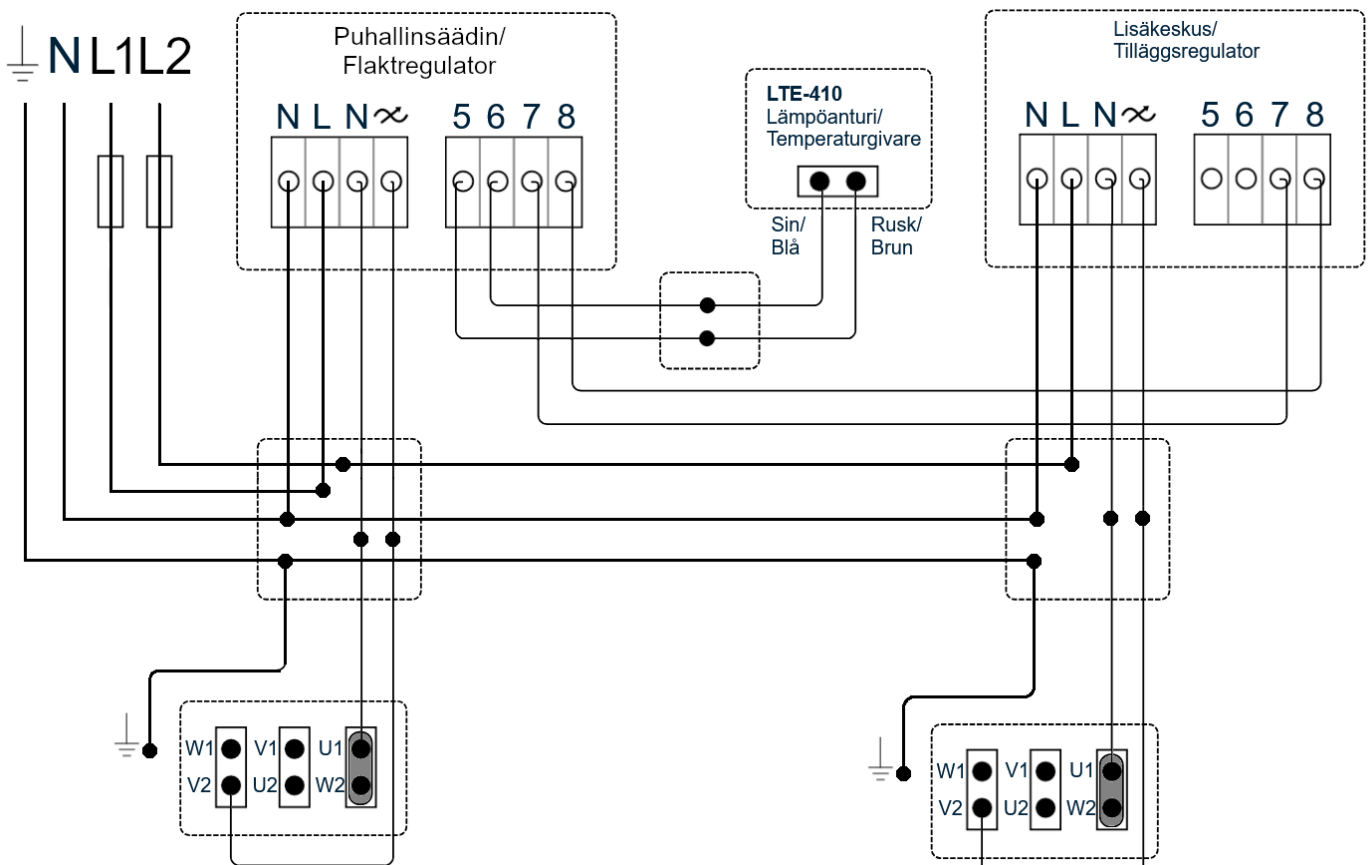 N L1 L2
Puhallinsäädin/
Flaktregulator
N L N
5 6 7 8
LTE-410
Lämpöanturi/
Temperaturgivare
Sin/
Blå
Rusk/
Brun
Lisäkeskus/
Tilläggsregulator
N L N
5 6 7 8
W1 V1 U1
V2 U2 W2
W1 V1 U1
V2 U2 W2